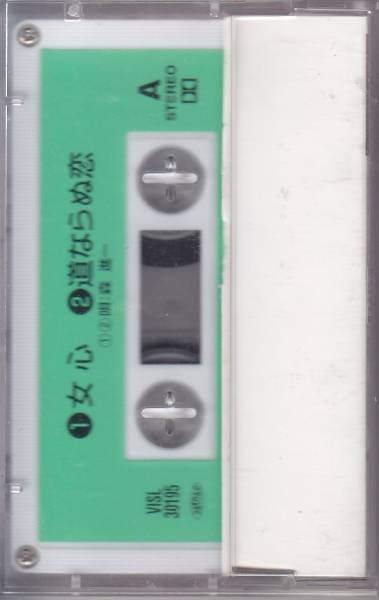 ❶女心 ❷道ならぬ恋
①②唄:森 進一
A
STEREO
VISL
30195